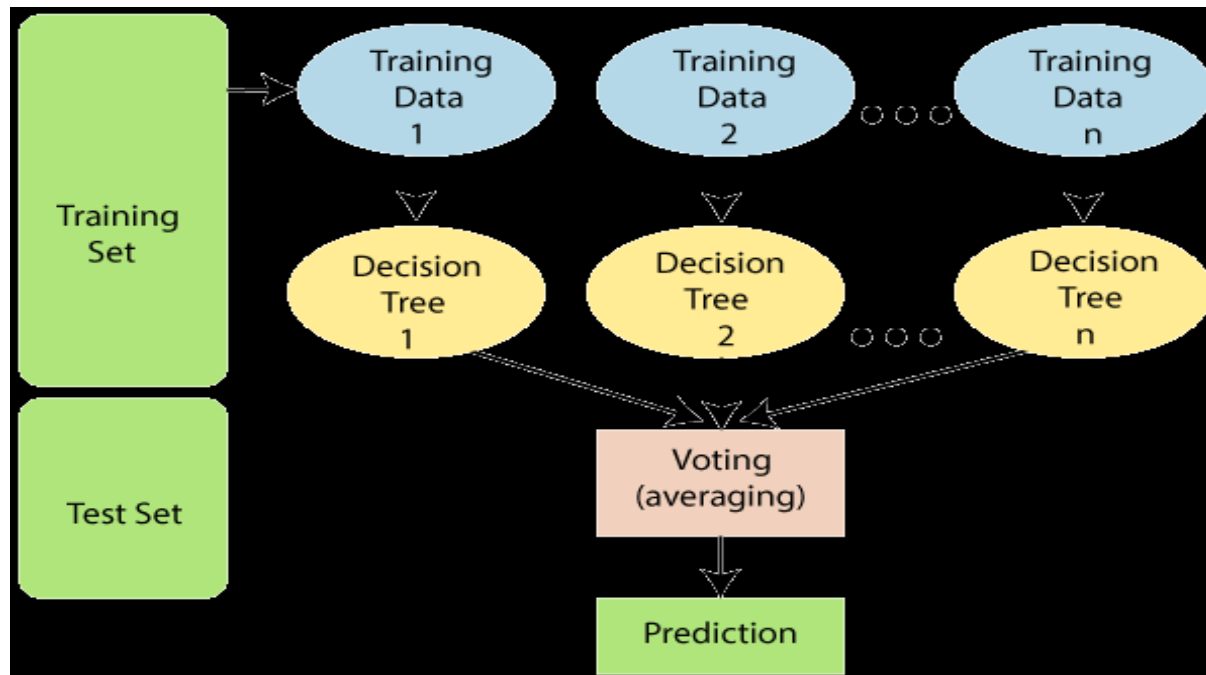 Training
Set
Training
Data
1
Training
Data
2
Training
Data
n
Decision
Tree
1
Decision
Tree
2
Decision
Tree
n
Test Set
Voting
(averaging)
Prediction